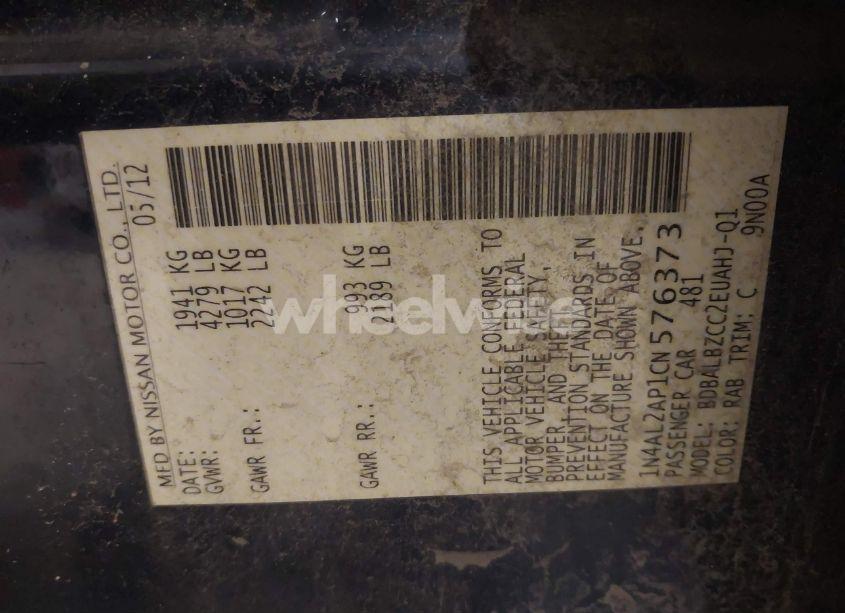 MFD BY NISSAN MOTOR CO., LTD.
DATE: 05/12
GVWR: 1941 KG
4279 LB
GAWR FR.: 1017 KG
2242 LB
GAWR RR.: 993 KG
2189 LB
THIS VEHICLE CONFORMS TO
ALL APPLICABLE FEDERAL
MOTOR VEHICLE SAFETY,
BUMPER, AND THEFT
PREVENTION STANDARDS IN
EFFECT ON THE DATE OF
MANUFACTURE SHOWN ABOVE.
1N4AL2AP1CN576373
PASSENGER CAR 481
MODEL: BDBALBZCC2EUAHJ-Q1
COLOR: RAB TRIM: C 9N00A